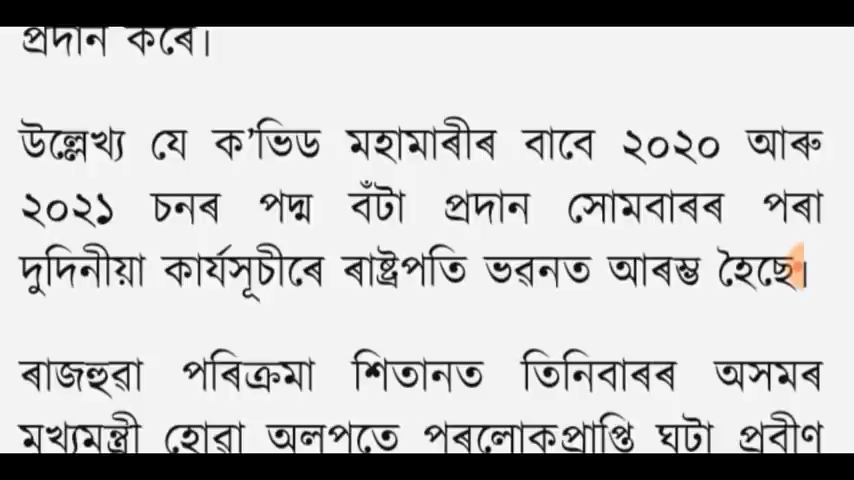 প্ৰদান কৰে।
উল্লেখ্য যে ক'ভিড মহামাৰীৰ বাবে ২০২০ আৰু
২০২১ চনৰ পদ্ম বঁটা প্ৰদান সোমবাৰৰ পৰা
দুদিনীয়া কাৰ্যসূচীৰে ৰাষ্ট্ৰপতি ভৱনত আৰম্ভ হৈছে।
ৰাজহুৱা পৰিক্ৰমা শিতানত তিনিবাৰৰ অসমৰ
মুখ্যমন্ত্ৰী হোৱা অলপতে পৰলোকপ্ৰাপ্তি ঘটা প্ৰবীণ